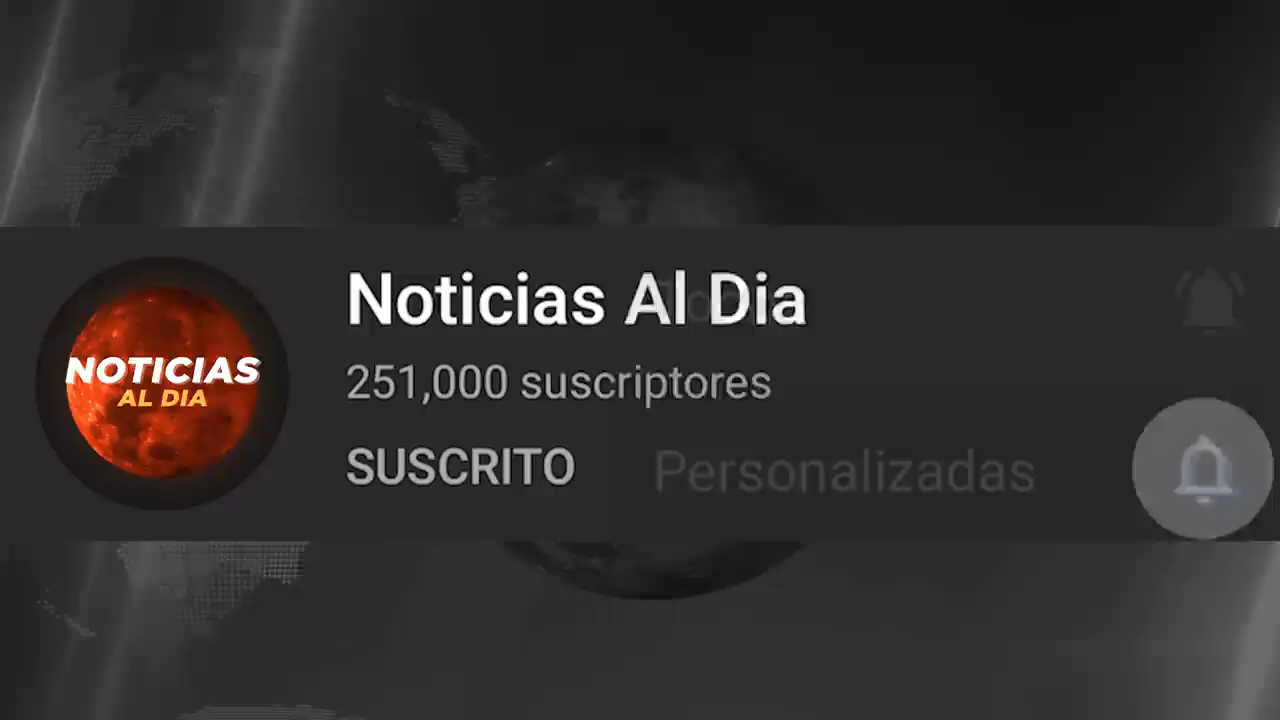 NOTICIAS
AL DIA
Noticias Al Dia
251,000 suscriptores
SUSCRITO
Personalizadas